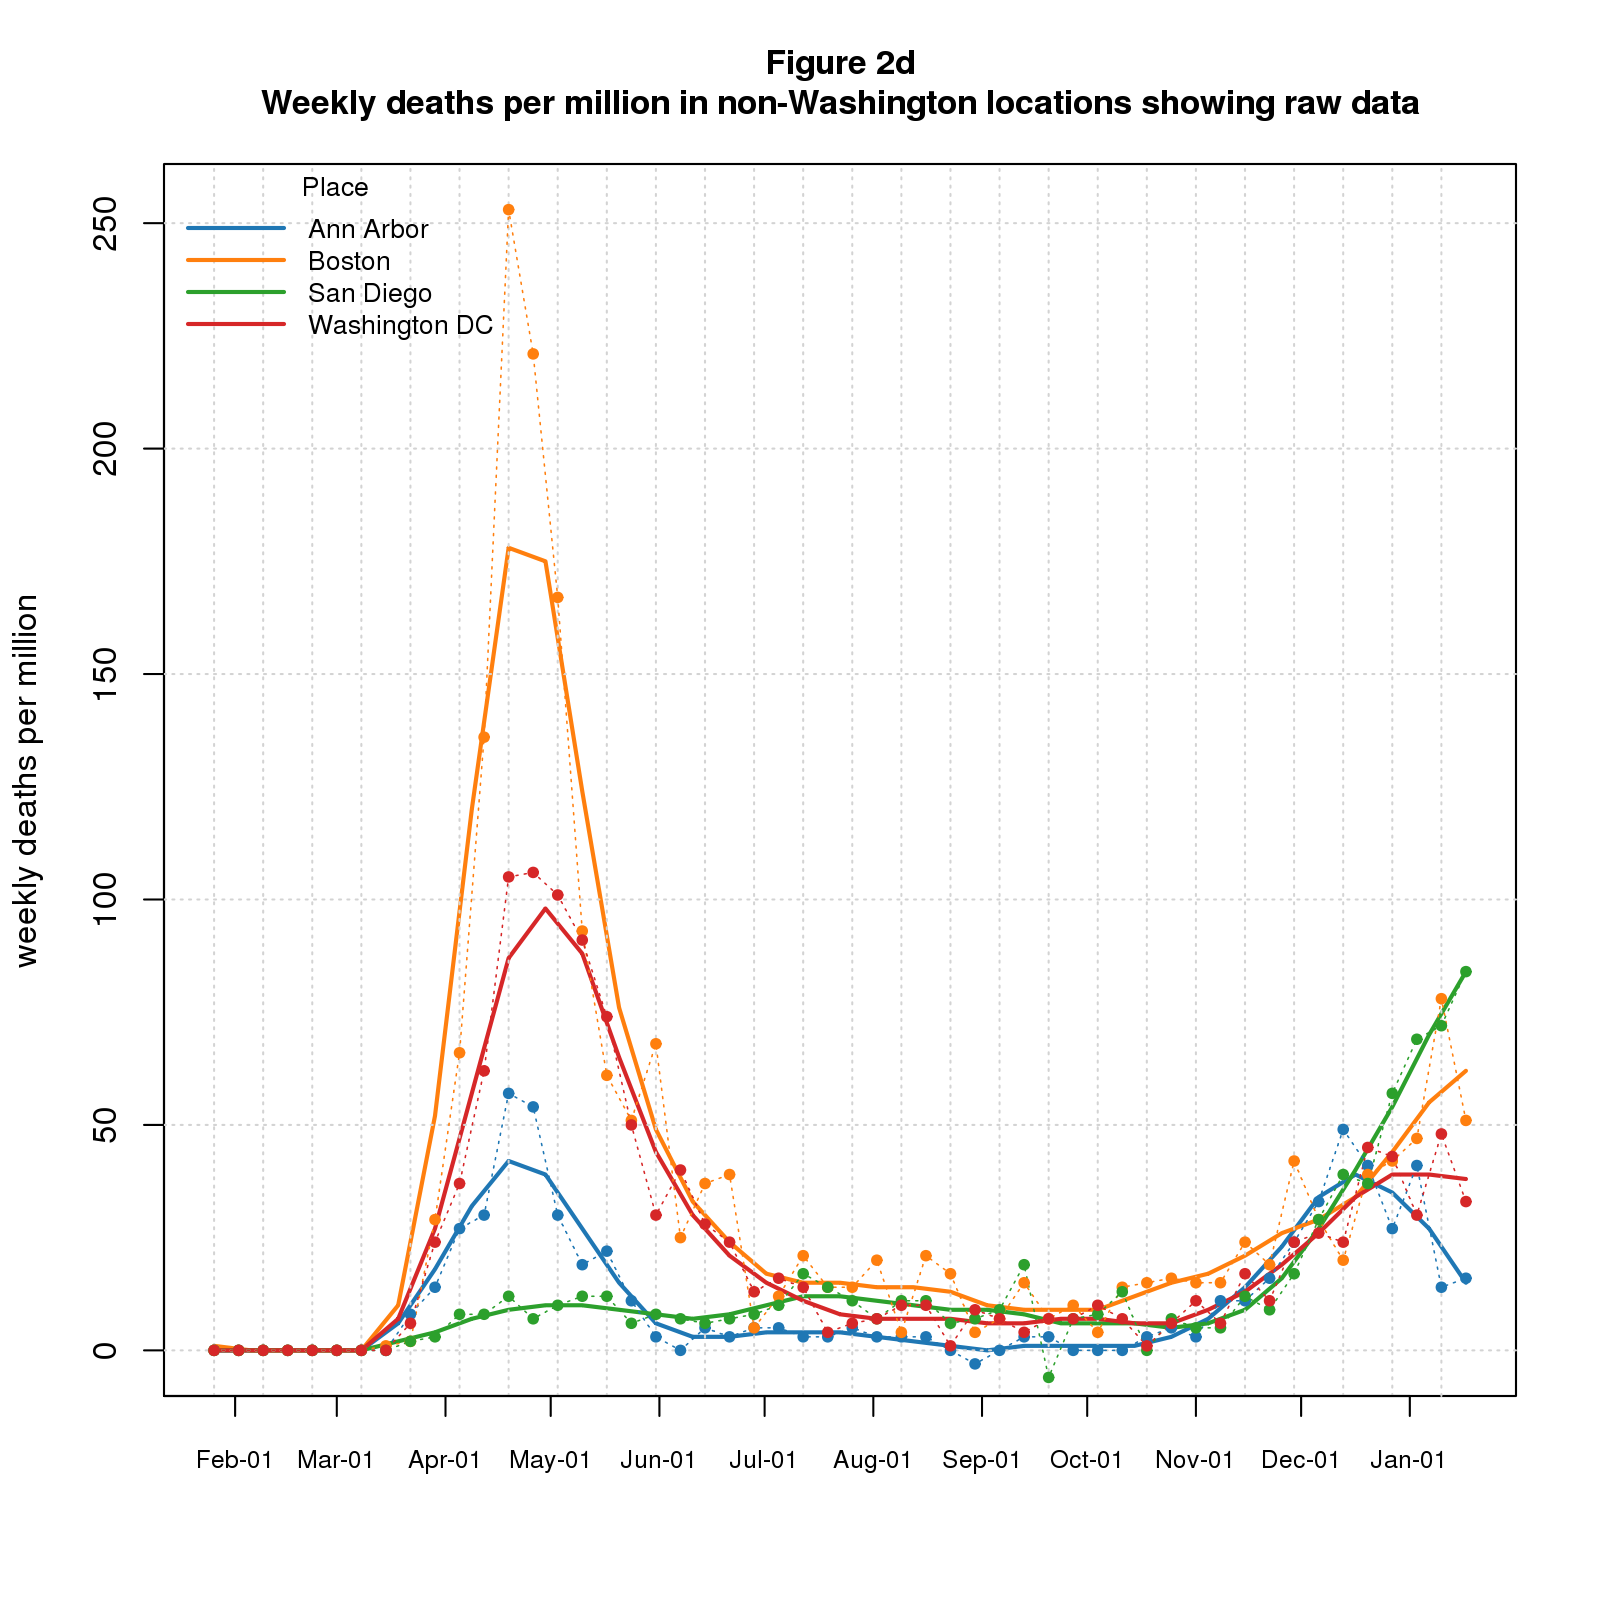 Figure 2d
Weekly deaths per million in non-Washington locations showing raw data
Place
Ann Arbor
Boston
San Diego
Washington DC
weekly deaths per million
250
200
150
100
50
0
Feb-01 Mar-01 Apr-01 May-01 Jun-01 Jul-01 Aug-01 Sep-01 Oct-01 Nov-01 Dec-01 Jan-01